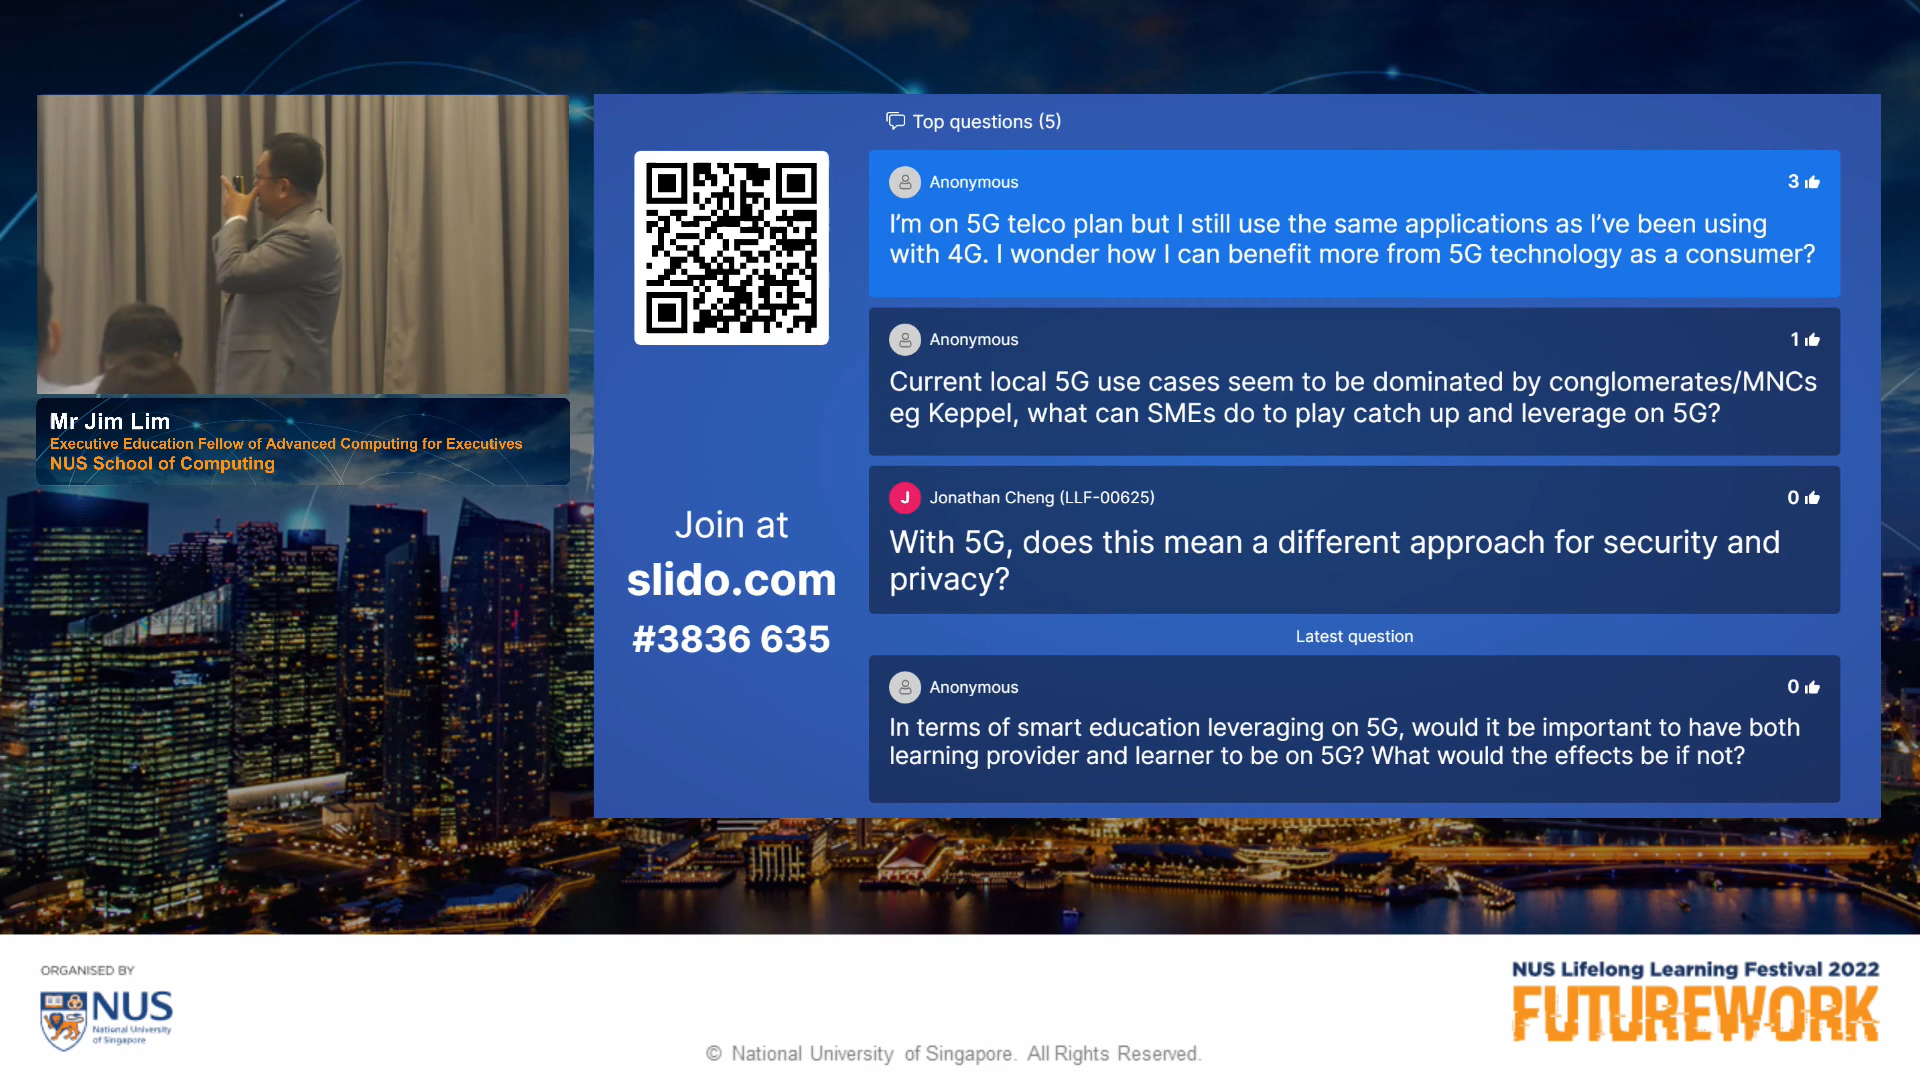 Mr Jim Lim
Executive Education Fellow of Advanced Computing for Executives
NUS School of Computing
Join at
slido.com
#3836 635
Top questions (5)
Anonymous
3
I'm on 5G telco plan but I still use the same applications as I've been using
with 4G. I wonder how I can benefit more from 5G technology as a consumer?
Anonymous
1
Current local 5G use cases seem to be dominated by conglomerates/MNCs
eg Keppel, what can SMEs do to play catch up and leverage on 5G?
J
Jonathan Cheng (LLF-00625)
0
With 5G, does this mean a different approach for security and
privacy?
Latest question
Anonymous
0
In terms of smart education leveraging on 5G, would it be important to have both
learning provider and learner to be on 5G? What would the effects be if not?
ORGANISED BY
NUS
National University
of Singapore
© National University of Singapore. All Rights Reserved.
NUS Lifelong Learning Festival 2022
FUTUREWORK